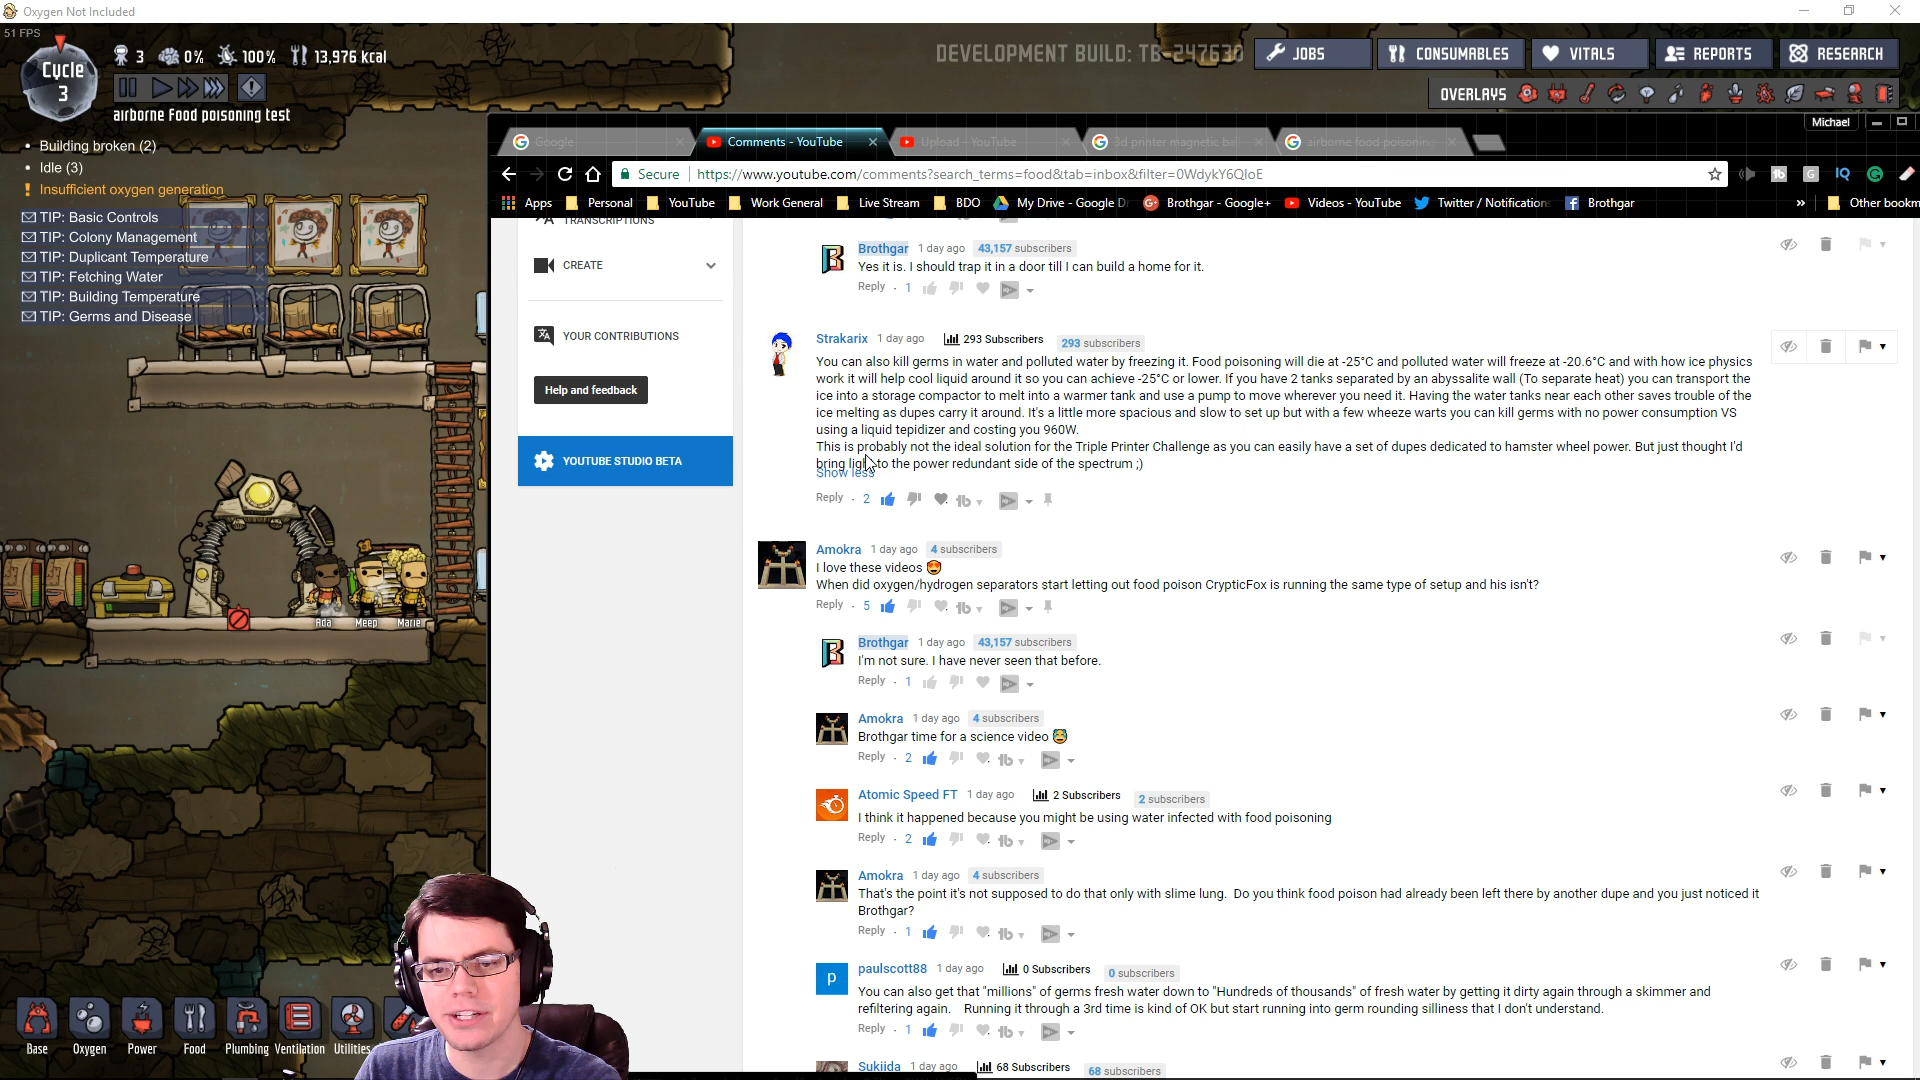 Oxygen Not Included
51 FPS
Cycle
3
3 0% 100% 13,976 kcal
airborne Food poisoning test
DEVELOPMENT BUILD: TB-247630
JOBS
CONSUMABLES
VITALS
REPORTS
RESEARCH
OVERLAYS
Building broken (2)
Idle (3)
Insufficient oxygen generation
TIP: Basic Controls
TIP: Colony Management
TIP: Duplicant Temperature
TIP: Fetching Water
TIP: Building Temperature
TIP: Germs and Disease
Ada Meep Marie
Base Oxygen Power Food Plumbing Ventilation Utilities
Michael
Google
Comments - YouTube
Upload - YouTube
3d printer magnetic
airborne food poisoning
Secure https://www.youtube.com/comments?search_terms=food&tab=inbox&filter=0WdykY6QIoE
Apps Personal YouTube Work General Live Stream BDO My Drive - Google Brothgar - Google+ Videos - YouTube Twitter / Notification Brothgar » Other bookm
TRANSCRIPTIONS
CREATE
YOUR CONTRIBUTIONS
Help and feedback
YOUTUBE STUDIO BETA
Brothgar 1 day ago 43,157 subscribers
Yes it is. I should trap it in a door till I can build a home for it.
Reply · 1
Strakarix 1 day ago 293 Subscribers 293 subscribers
You can also kill germs in water and polluted water by freezing it. Food poisoning will die at -25°C and polluted water will freeze at -20.6°C and with how ice physics
work it will help cool liquid around it so you can achieve -25°C or lower. If you have 2 tanks separated by an abyssalite wall (To separate heat) you can transport the
ice into a storage compactor to melt into a warmer tank and use a pump to move wherever you need it. Having the water tanks near each other saves trouble of the
ice melting as dupes carry it around. It's a little more spacious and slow to set up but with a few wheeze warts you can kill germs with no power consumption VS
using a liquid tepidizer and costing you 960W.
This is probably not the ideal solution for the Triple Printer Challenge as you can easily have a set of dupes dedicated to hamster wheel power. But just thought I'd
bring light to the power redundant side of the spectrum ;)
Show less
Reply · 2
Amokra 1 day ago 4 subscribers
I love these videos 😍
When did oxygen/hydrogen separators start letting out food poison CrypticFox is running the same type of setup and his isn't?
Reply · 5
Brothgar 1 day ago 43,157 subscribers
I'm not sure. I have never seen that before.
Reply · 1
Amokra 1 day ago 4 subscribers
Brothgar time for a science video
Reply · 2
Atomic Speed FT 1 day ago 2 Subscribers 2 subscribers
I think it happened because you might be using water infected with food poisoning
Reply · 2
Amokra 1 day ago 4 subscribers
That's the point it's not supposed to do that only with slime lung. Do you think food poison had already been left there by another dupe and you just noticed it
Brothgar?
Reply · 1
p
paulscott88 1 day ago 0 Subscribers 0 subscribers
You can also get that "millions" of germs fresh water down to "Hundreds of thousands" of fresh water by getting it dirty again through a skimmer and
refiltering again. Running it through a 3rd time is kind of OK but start running into germ rounding silliness that I don't understand.
Reply · 1
Sukiida 1 day ago 68 Subscribers 68 subscribers